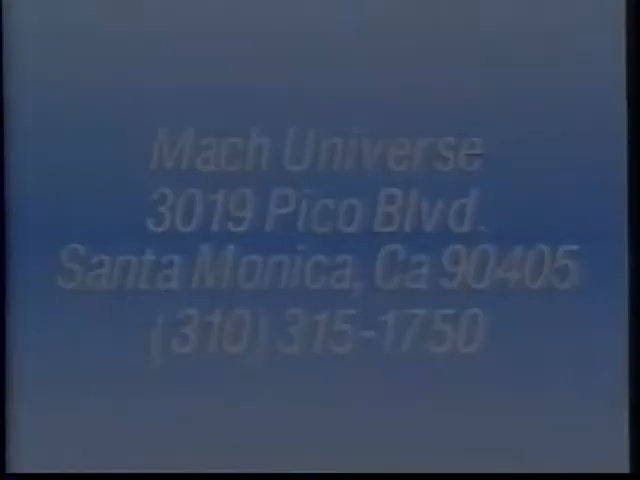 Mach Universe
3019 Pico Blvd.
Santa Monica, Ca 90405
(310) 315-1750